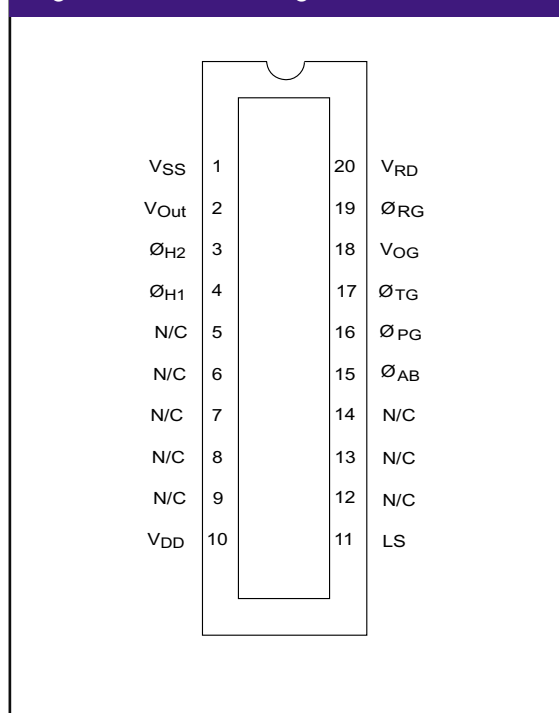 VSS 1 20 VRD
VOut 2 19 ØRG
ØH2 3 18 VOG
ØH1 4 17 ØTG
N/C 5 16 ØPG
N/C 6 15 ØAB
N/C 7 14 N/C
N/C 8 13 N/C
N/C 9 12 N/C
VDD 10 11 LS